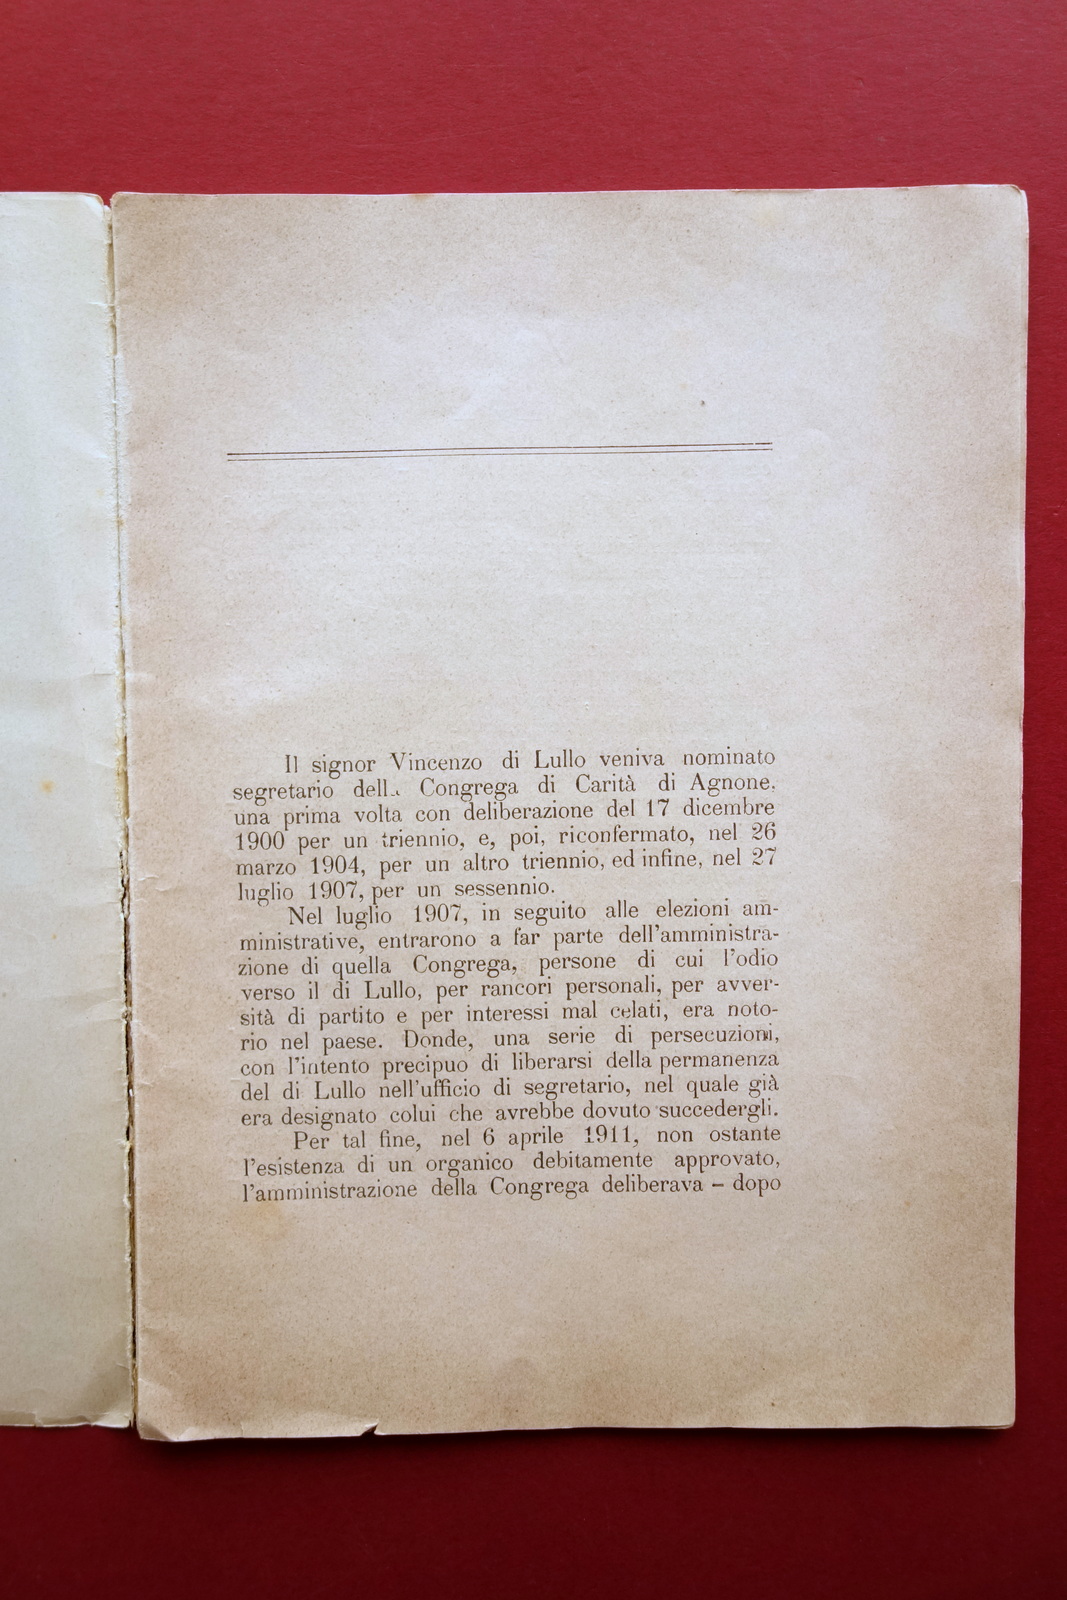 Il signor Vincenzo di Lullo veniva nominato
segretario della Congrega di Carità di Agnone,
una prima volta con deliberazione del 17 dicembre
1900 per un triennio, e, poi, riconfermato, nel 26
marzo 1904, per un altro triennio, ed infine, nel 27
luglio 1907, per un sessennio.
Nel luglio 1907, in seguito alle elezioni am-
ministrative, entrarono a far parte dell'amministra-
zione di quella Congrega, persone di cui l'odio
verso il di Lullo, per rancori personali, per avver-
sità di partito e per interessi mal celati, era noto-
rio nel paese. Donde, una serie di persecuzioni,
con l'intento precipuo di liberarsi della permanenza
del di Lullo nell'ufficio di segretario, nel quale già
era designato colui che avrebbe dovuto succedergli.
Per tal fine, nel 6 aprile 1911, non ostante
l'esistenza di un organico debitamente approvato,
l'amministrazione della Congrega deliberava – dopo